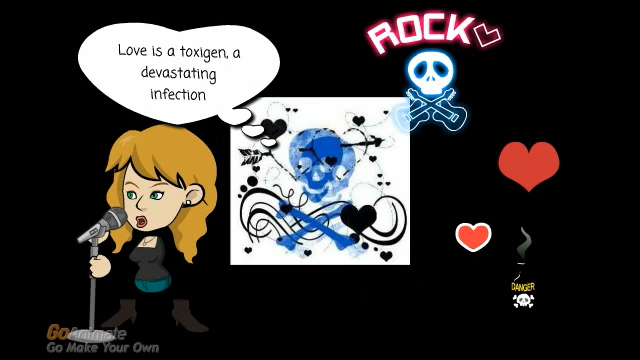 Love is a toxigen, a
devastating
infection
ROCK
DANGER
GoAnimate
Go Make Your Own